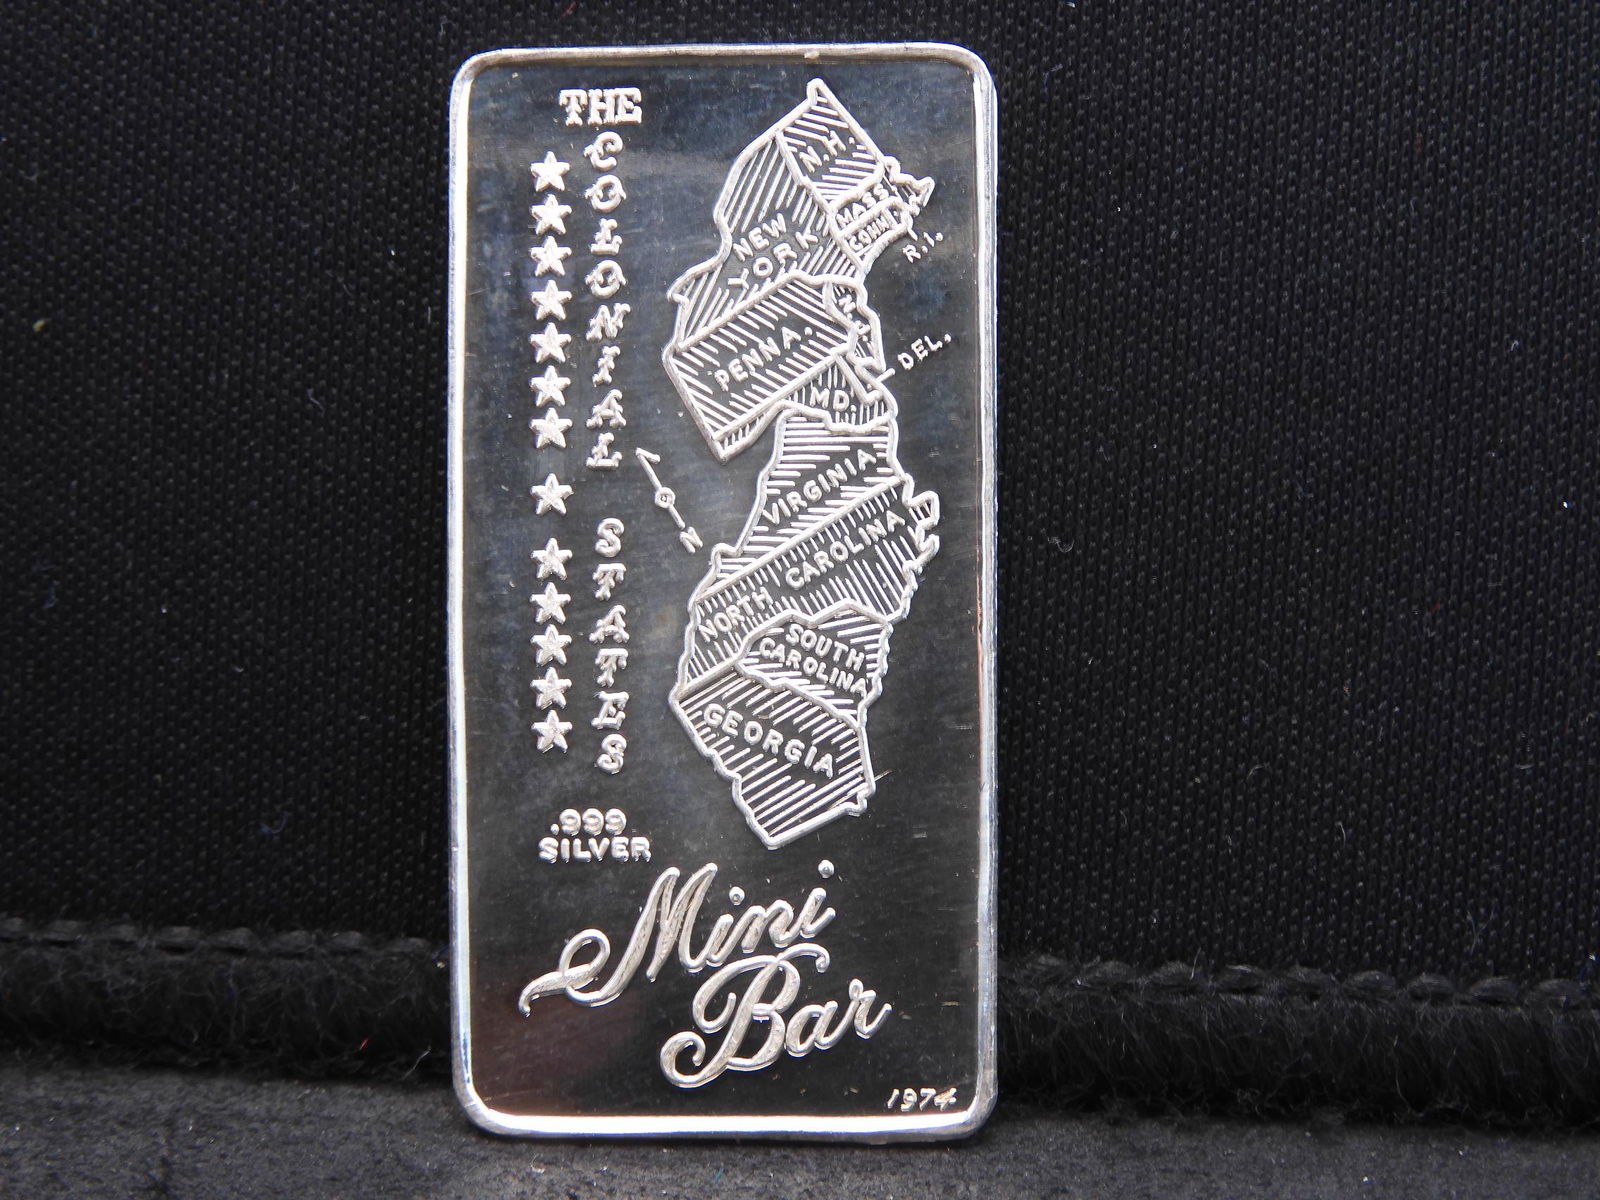 THE
COLONIAL
STATES
N.H.
MASS.
CONN.
R.I.
NEW
YORK
N.J.
PENNA.
DEL.
MD.
N
VIRGINIA
NORTH CAROLINA
SOUTH
CAROLINA
GEORGIA
.999
SILVER
Mini
Bar
1974